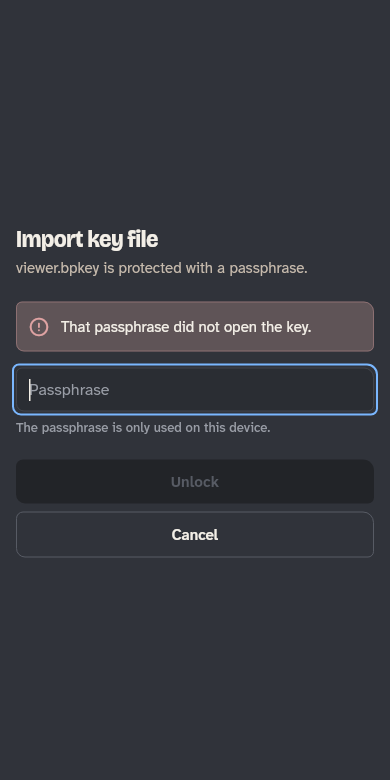 Import key file
viewer.bpkey is protected with a passphrase.
That passphrase did not open the key.
Passphrase
The passphrase is only used on this device.
Unlock
Cancel